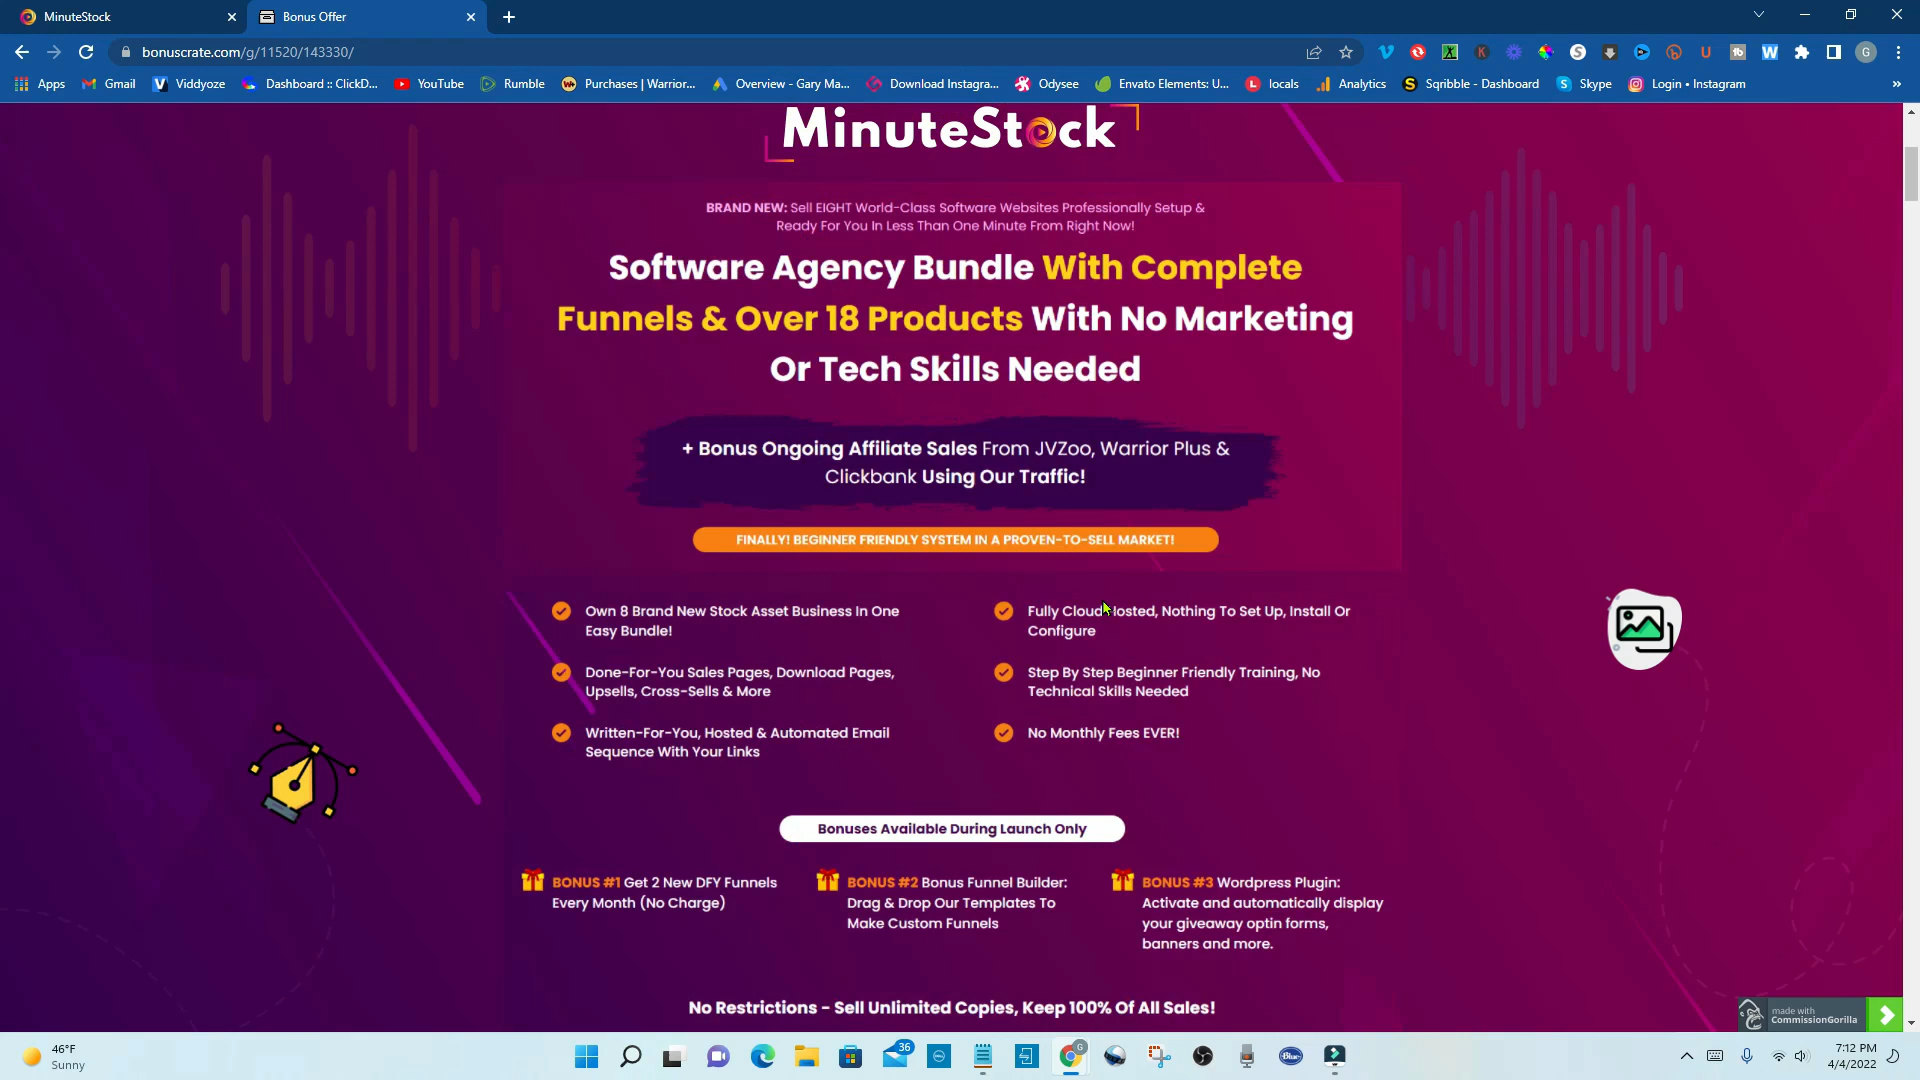 MinuteStock
Bonus Offer
bonuscrate.com/g/11520/143330/
Apps
Gmail
Viddyoze
Dashboard :: ClickD...
YouTube
Rumble
Purchases | Warrior...
Overview - Gary Ma...
Download Instagra...
Odysee
Envato Elements: U...
locals
Analytics
Sqribble - Dashboard
Skype
Login • Instagram
MinuteStock
BRAND NEW: Sell EIGHT World-Class Software Websites Professionally Setup &
Ready For You In Less Than One Minute From Right Now!
Software Agency Bundle With Complete
Funnels & Over 18 Products With No Marketing
Or Tech Skills Needed
+ Bonus Ongoing Affiliate Sales From JVZoo, Warrior Plus &
Clickbank Using Our Traffic!
FINALLY! BEGINNER FRIENDLY SYSTEM IN A PROVEN-TO-SELL MARKET!
Own 8 Brand New Stock Asset Business In One
Easy Bundle!
Done-For-You Sales Pages, Download Pages,
Upsells, Cross-Sells & More
Written-For-You, Hosted & Automated Email
Sequence With Your Links
Fully Cloud Hosted, Nothing To Set Up, Install Or
Configure
Step By Step Beginner Friendly Training, No
Technical Skills Needed
No Monthly Fees EVER!
Bonuses Available During Launch Only
BONUS #1 Get 2 New DFY Funnels
Every Month (No Charge)
BONUS #2 Bonus Funnel Builder:
Drag & Drop Our Templates To
Make Custom Funnels
BONUS #3 Wordpress Plugin:
Activate and automatically display
your giveaway optin forms,
banners and more.
No Restrictions - Sell Unlimited Copies, Keep 100% Of All Sales!
made with
CommissionGorilla
46°F
Sunny
36
7:12 PM
4/4/2022